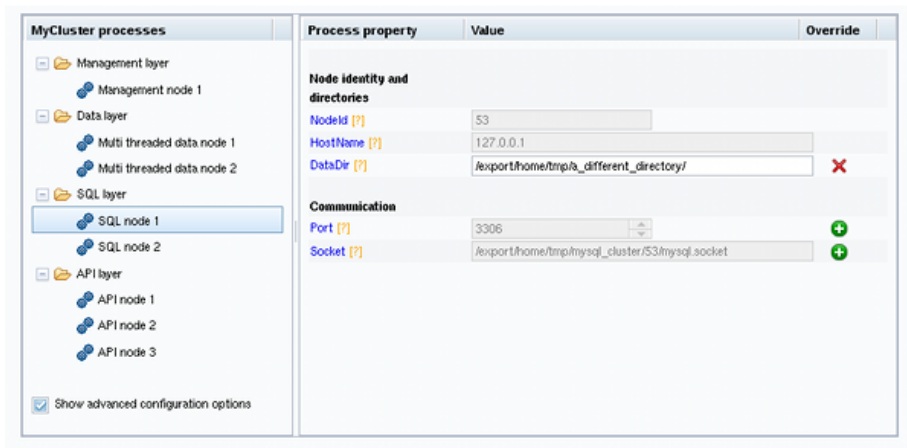 MyCluster processes
Management layer
Management node 1
Data layer
Multi threaded data node 1
Multi threaded data node 2
SQL layer
SQL node 1
SQL node 2
API layer
API node 1
API node 2
API node 3
Show advanced configuration options
Process property Value Override
Node identity and
directories
NodeId [?] 53
HostName [?] 127.0.0.1
DataDir [?] /export/home/tmp/a_different_directory/
Communication
Port [?] 3306
Socket [?] /export/home/tmp/mysql_cluster/53/mysql.socket